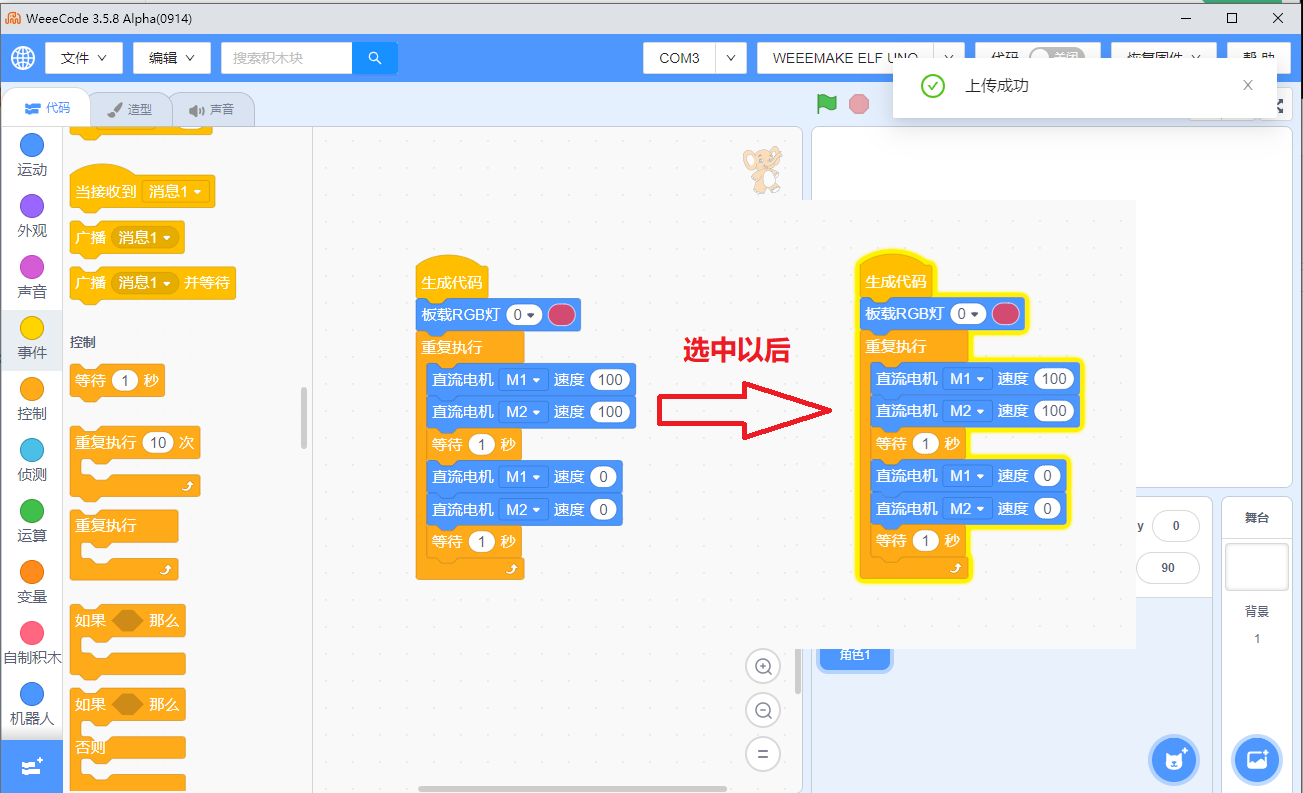 WeeeCode 3.5.8 Alpha(0914)
文件
编辑
搜索积木块
COM3
WEEEMAKE ELF UNO
代码
关闭
恢复固件
帮 助
上传成功
代码
造型
声音
运动
外观
声音
事件
控制
侦测
运算
变量
自制积木
机器人
当接收到 消息1
广播 消息1
广播 消息1 并等待
控制
等待 1 秒
重复执行 10 次
重复执行
如果 那么
如果 那么
否则
生成代码
板载RGB灯 0
重复执行
直流电机 M1 速度 100
直流电机 M2 速度 100
等待 1 秒
直流电机 M1 速度 0
直流电机 M2 速度 0
等待 1 秒
选中以后
生成代码
板载RGB灯 0
重复执行
直流电机 M1 速度 100
直流电机 M2 速度 100
等待 1 秒
直流电机 M1 速度 0
直流电机 M2 速度 0
等待 1 秒
y 0
90
角色1
舞台
背景
1